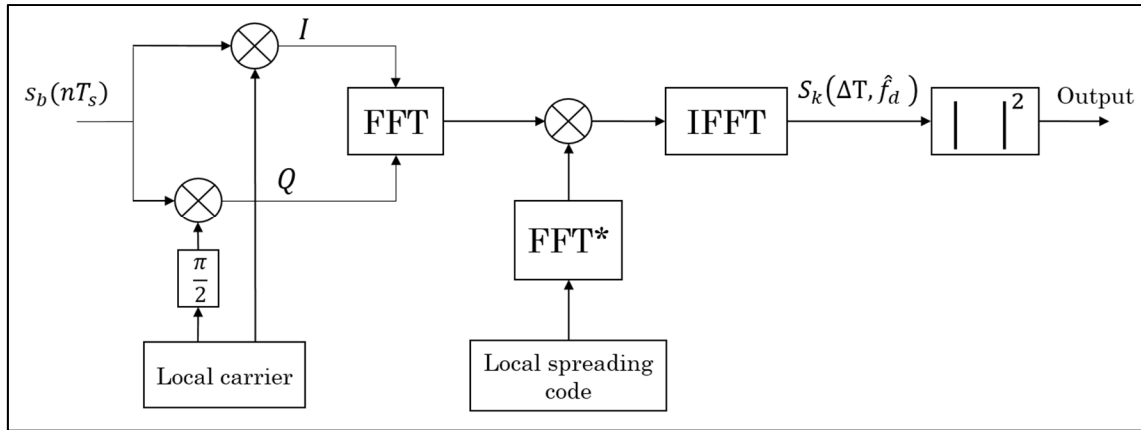 I
s_b(nT_s)
FFT
Q
π/2
Local carrier
FFT*
Local spreading
code
IFFT
S_k(ΔT, f̂_d )
| |²
Output